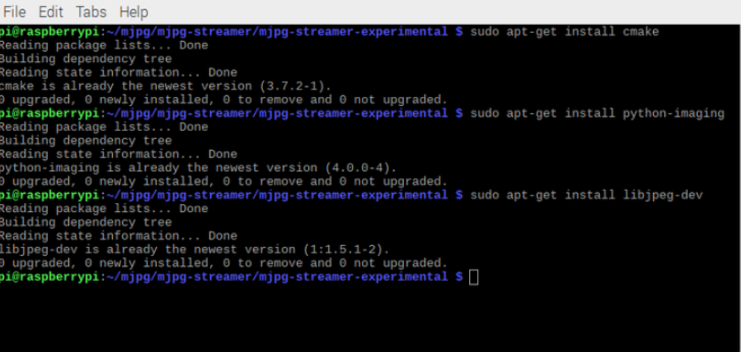 File Edit Tabs Help
pi@raspberrypi:~/mjpg/mjpg-streamer/mjpg-streamer-experimental $ sudo apt-get install cmake
Reading package lists... Done
Building dependency tree
Reading state information... Done
cmake is already the newest version (3.7.2-1).
0 upgraded, 0 newly installed, 0 to remove and 0 not upgraded.
pi@raspberrypi:~/mjpg/mjpg-streamer/mjpg-streamer-experimental $ sudo apt-get install python-imaging
Reading package lists... Done
Building dependency tree
Reading state information... Done
python-imaging is already the newest version (4.0.0-4).
0 upgraded, 0 newly installed, 0 to remove and 0 not upgraded.
pi@raspberrypi:~/mjpg/mjpg-streamer/mjpg-streamer-experimental $ sudo apt-get install libjpeg-dev
Reading package lists... Done
Building dependency tree
Reading state information... Done
libjpeg-dev is already the newest version (1:1.5.1-2).
0 upgraded, 0 newly installed, 0 to remove and 0 not upgraded.
pi@raspberrypi:~/mjpg/mjpg-streamer/mjpg-streamer-experimental $